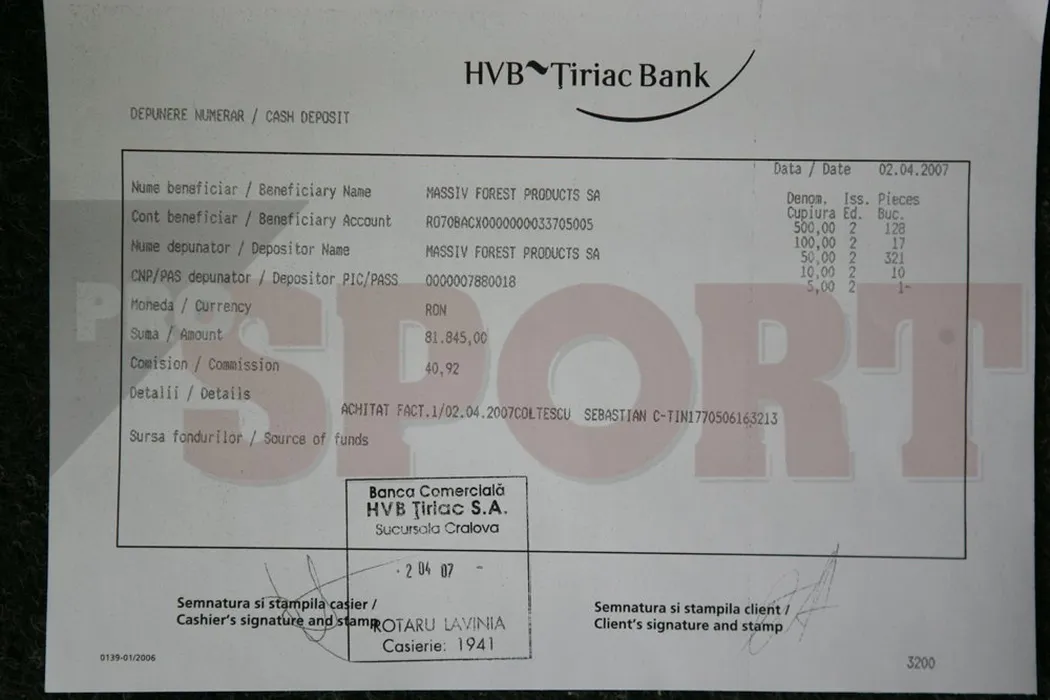 HVB Țiriac Bank
DEPUNERE NUMERAR / CASH DEPOSIT
Data / Date 02.04.2007
Nume beneficiar / Beneficiary Name MASSIV FOREST PRODUCTS SA
Cont beneficiar / Beneficiary Account RO70BACX0000000033705005
Nume depunator / Depositor Name MASSIV FOREST PRODUCTS SA
CNP/PAS depunator / Depositor PIC/PASS 0000007880018
Moneda / Currency RON
Suma / Amount 81.845,00
Comision / Commission 40,92
Detalii / Details
ACHITAT FACT.1/02.04.2007COLTESCU SEBASTIAN C-TIN1770506163213
Sursa fondurilor / Source of funds
Denom. Iss. Pieces
Cupiura Ed. Buc.
500,00 2 128
100,00 2 17
50,00 2 321
10,00 2 10
5,00 2 1-
PRO SPORT
Banca Comercială
HVB Țiriac S.A.
Sucursala Craiova
- 2 04 07 -
Semnatura si stampila casier /
Cashier's signature and stamp
ROTARU LAVINIA
Casierie: 1941
Semnatura si stampila client /
Client's signature and stamp
0139-01/2006
3200